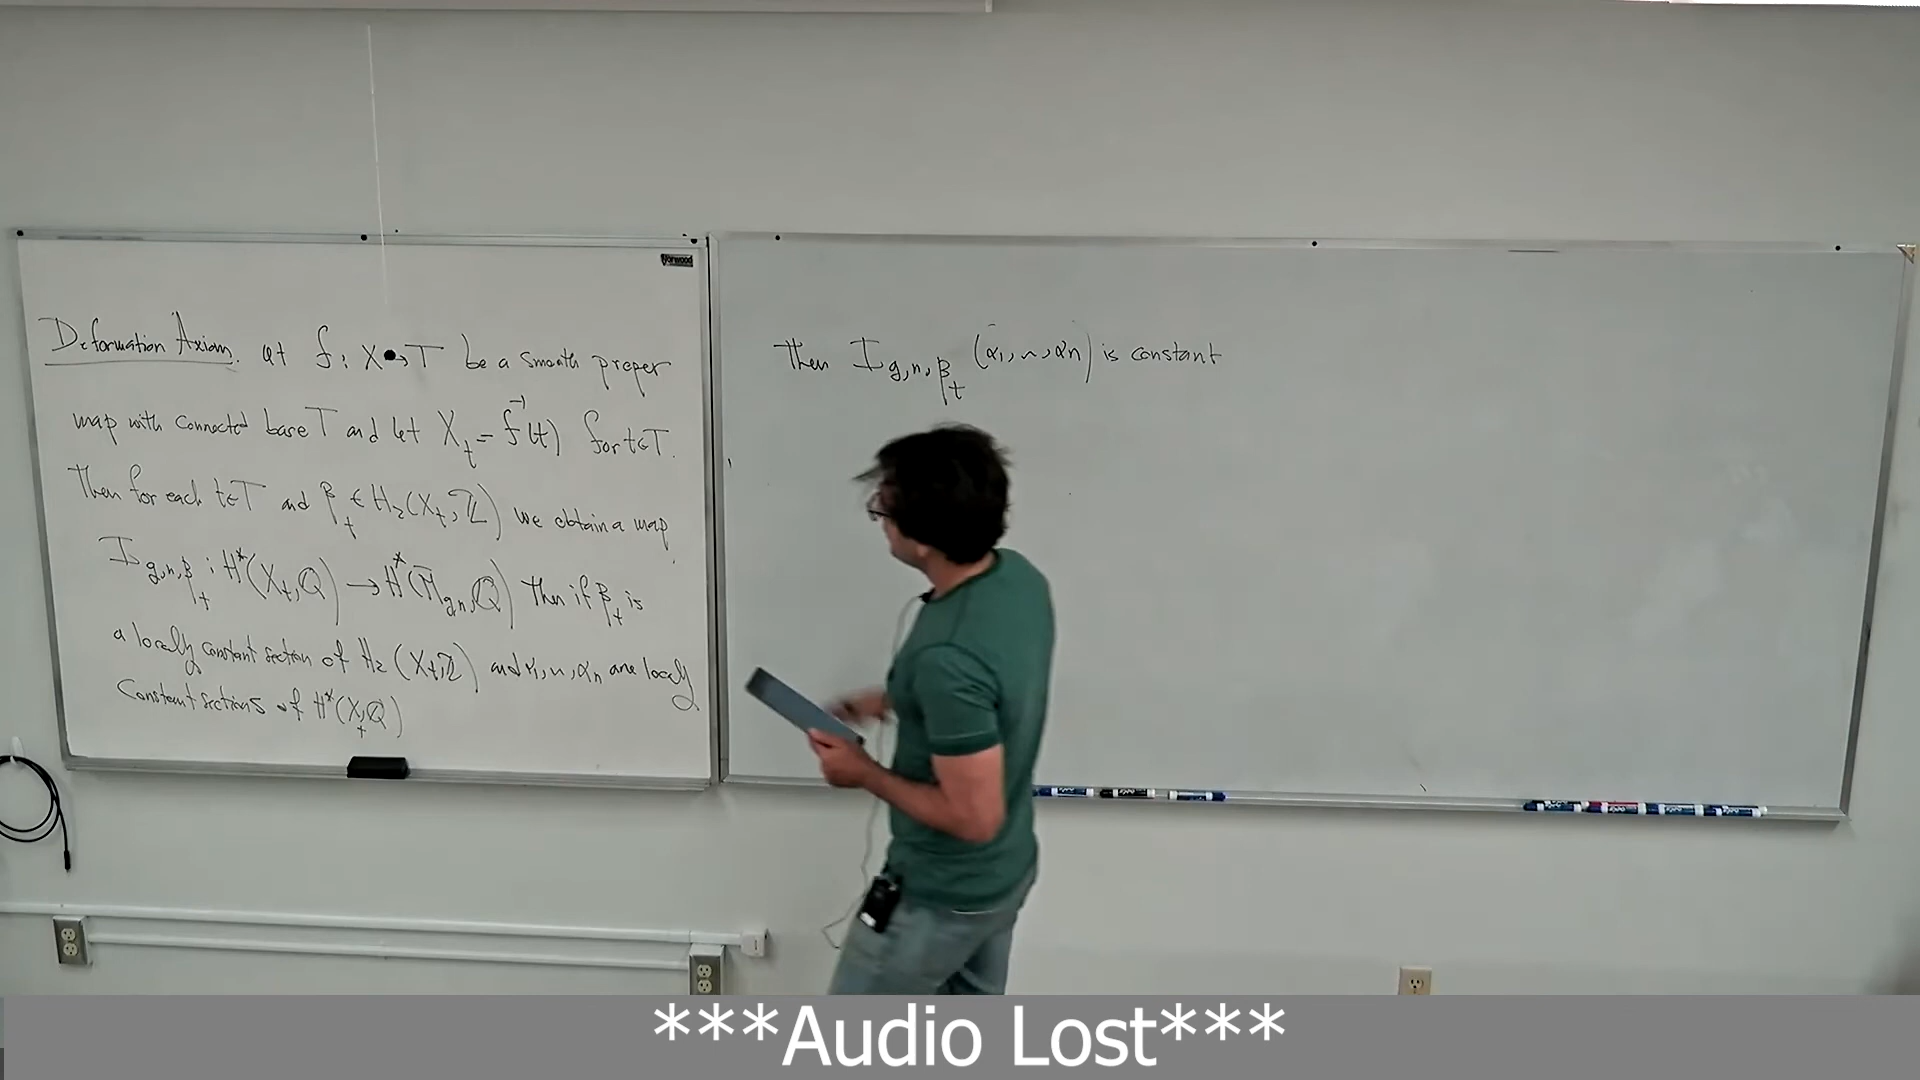 Deformation Axiom. Let f : X → T be a smooth proper
map with connected base T and let X_t = f^{-1}(t) for t ∈ T.
Then for each t ∈ T and β_t ∈ H_2(X_t, ℤ) we obtain a map
I_{g,n,β_t} : H^*(X_t, ℚ) → H^*(M̄_{g,n}, ℚ) Then if β_t is
a locally constant section of H_2(X_t, ℤ) and α_1, ..., α_n are locally
constant sections of H^*(X_t, ℚ)
Then I_{g,n,β_t}(α_1, ..., α_n) is constant
Norwood
***Audio Lost***